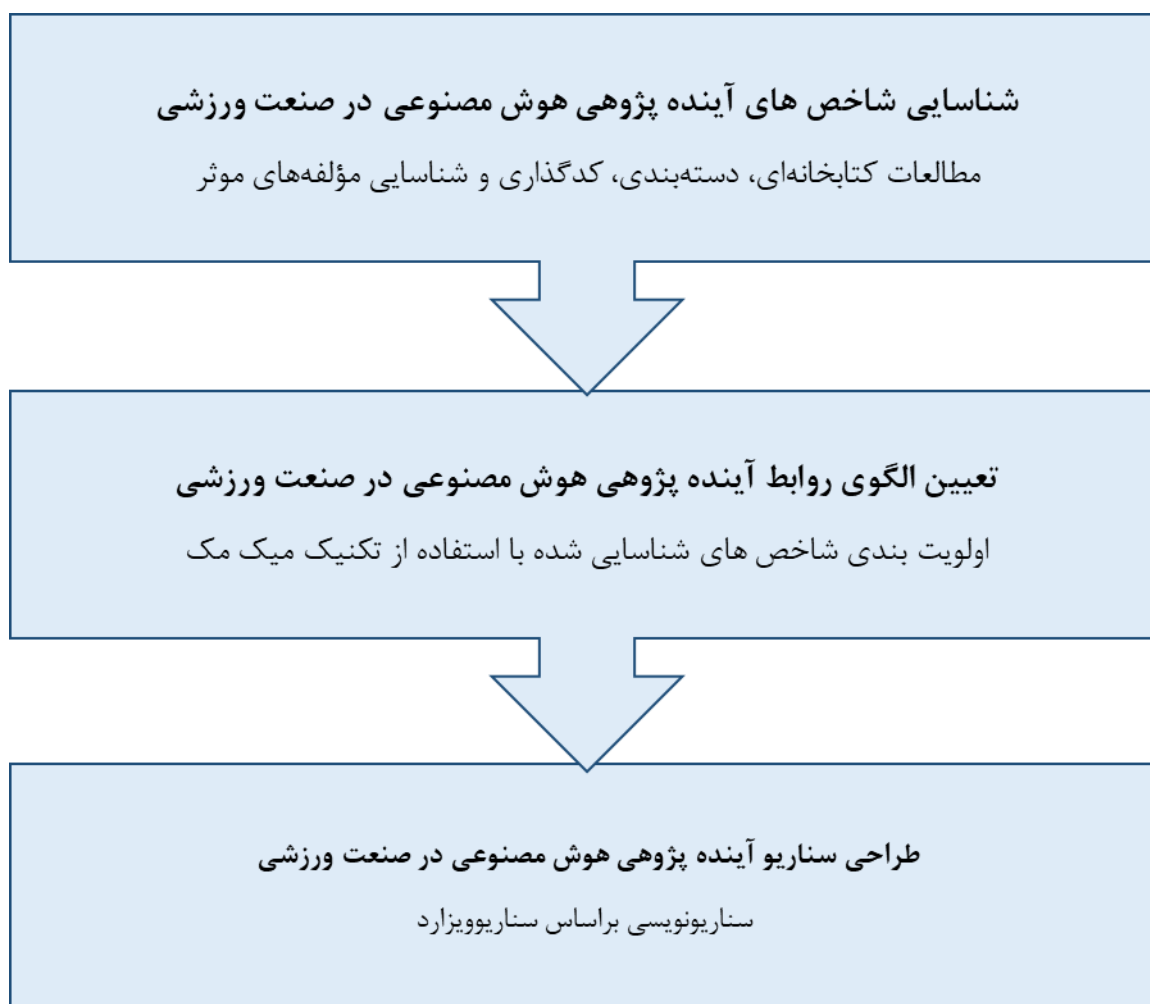 شناسایی شاخص های آینده پژوهی هوش مصنوعی در صنعت ورزشی
مطالعات کتابخانه‌ای، دسته‌بندی، کدگذاری و شناسایی مؤلفه‌های موثر
تعیین الگوی روابط آینده پژوهی هوش مصنوعی در صنعت ورزشی
اولویت بندی شاخص های شناسایی شده با استفاده از تکنیک میک مک
طراحی سناریو آینده پژوهی هوش مصنوعی در صنعت ورزشی
سناریونویسی براساس سناریوویزارد